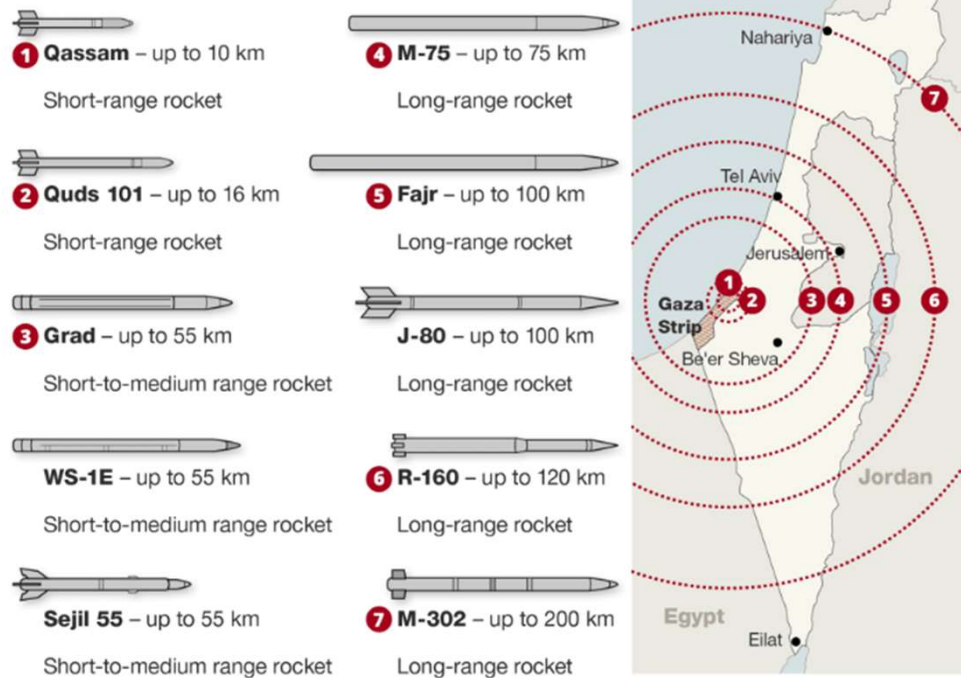 1 Qassam – up to 10 km
Short-range rocket
2 Quds 101 – up to 16 km
Short-range rocket
3 Grad – up to 55 km
Short-to-medium range rocket
WS-1E – up to 55 km
Short-to-medium range rocket
Sejil 55 – up to 55 km
Short-to-medium range rocket
4 M-75 – up to 75 km
Long-range rocket
5 Fajr – up to 100 km
Long-range rocket
J-80 – up to 100 km
Long-range rocket
6 R-160 – up to 120 km
Long-range rocket
7 M-302 – up to 200 km
Long-range rocket
Nahariya
7
Tel Aviv
Jerusalem
1
2
3
4
5
6
Gaza
Strip
Be'er Sheva
Jordan
Egypt
Eilat